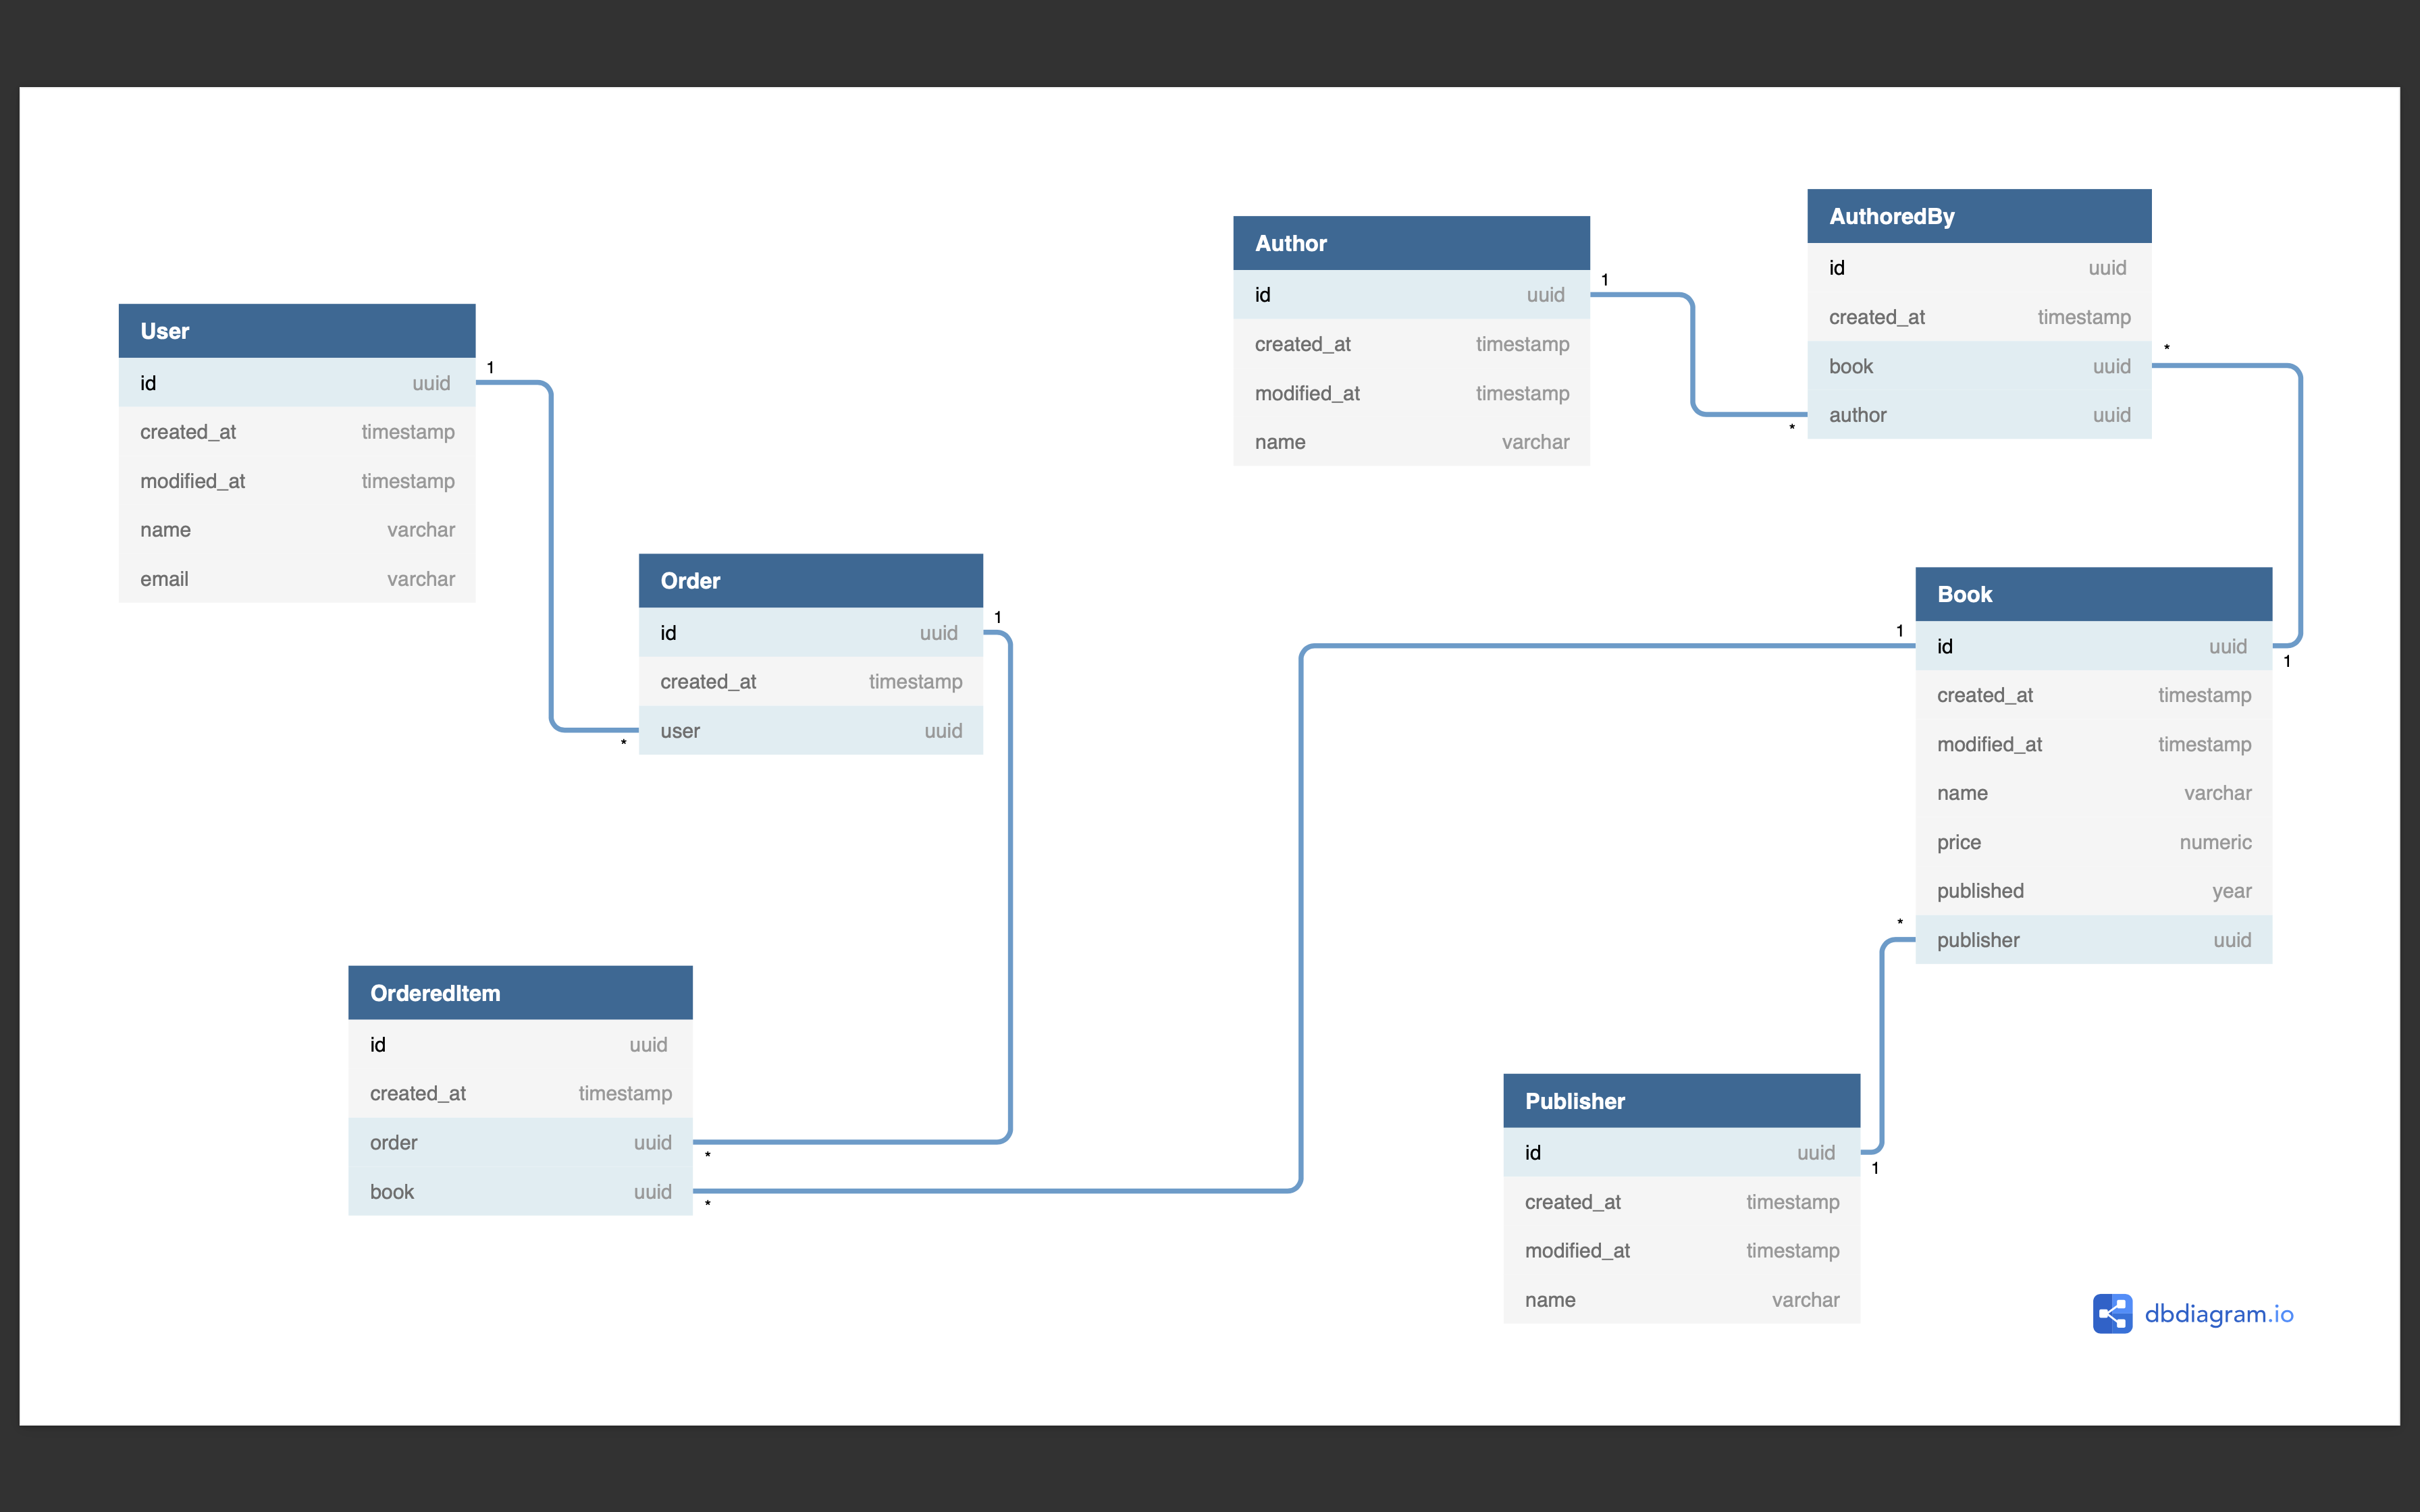 User
id uuid
created_at timestamp
modified_at timestamp
name varchar
email varchar
1
*
Order
id uuid
created_at timestamp
user uuid
1
*
OrderedItem
id uuid
created_at timestamp
order uuid
book uuid
*
Author
id uuid
created_at timestamp
modified_at timestamp
name varchar
1
*
AuthoredBy
id uuid
created_at timestamp
book uuid
author uuid
*
1
Book
id uuid
created_at timestamp
modified_at timestamp
name varchar
price numeric
published year
publisher uuid
1
*
Publisher
id uuid
created_at timestamp
modified_at timestamp
name varchar
1
dbdiagram.io